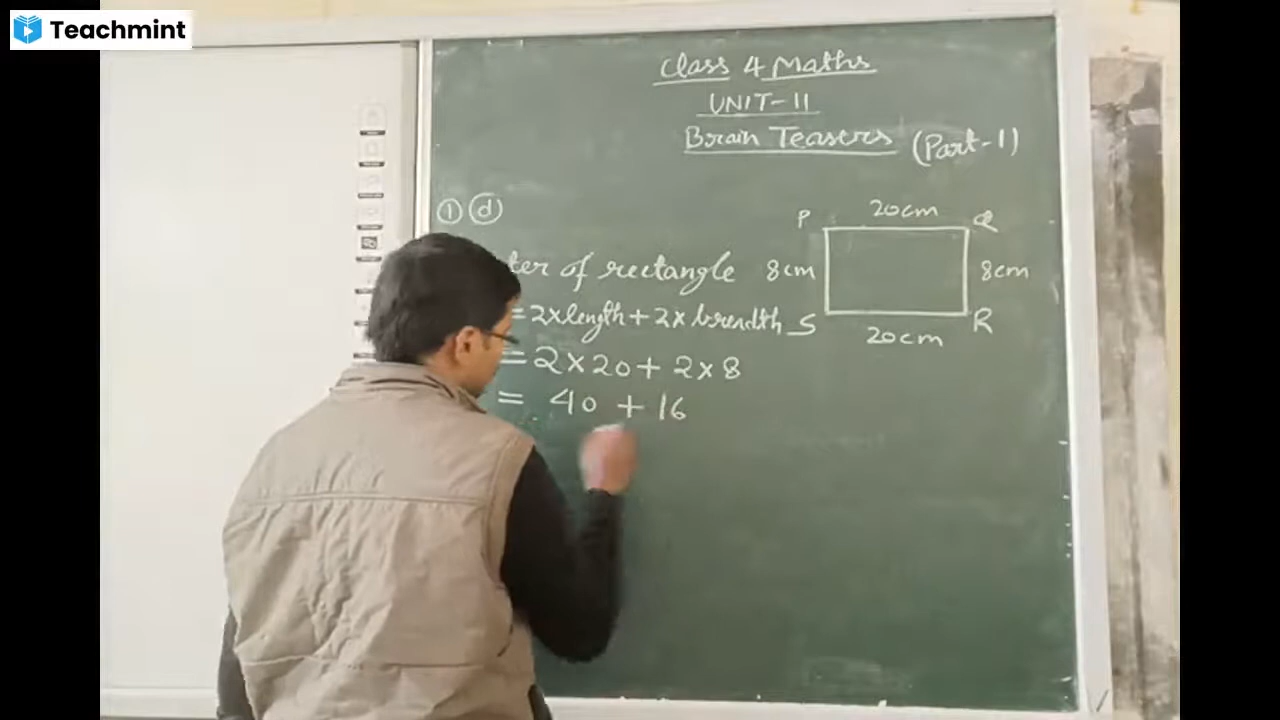 Teachmint
Class 4 Maths
UNIT-11
Brain Teasers (Part-1)
① ⓓ
P 20cm Q
of rectangle 8cm 8cm
= 2×length + 2× breadth S R
20cm
= 2×20 + 2×8
= 40 + 16